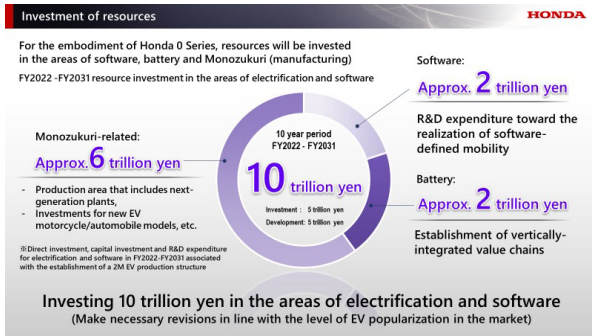 Investment of resources
HONDA
For the embodiment of Honda 0 Series, resources will be invested
in the areas of software, battery and Monozukuri (manufacturing)
FY2022 -FY2031 resource investment in the areas of electrification and software
Software:
Approx. 2 trillion yen
R&D expenditure toward the
realization of software-
defined mobility
Battery:
Approx. 2 trillion yen
Establishment of vertically-
integrated value chains
10 year period
FY2022 - FY2031
10 trillion yen
Investment : 5 trillion yen
Development: 5 trillion yen
Monozukuri-related:
Approx. 6 trillion yen
- Production area that includes next-
generation plants,
- Investments for new EV
motorcycle/automobile models, etc.
※Direct investment, capital investment and R&D expenditure
for electrification and software in FY2022-FY2031 associated
with the establishment of a 2M EV production structure
Investing 10 trillion yen in the areas of electrification and software
(Make necessary revisions in line with the level of EV popularization in the market)